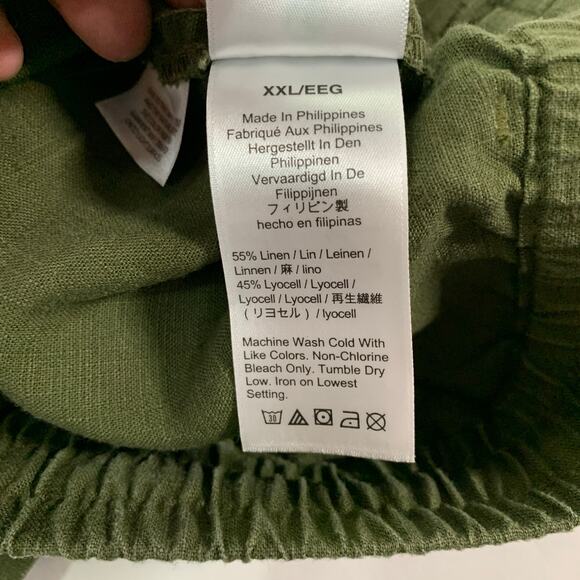 XXL/EEG
Made In Philippines
Fabriqué Aux Philippines
Hergestellt In Den
Philippinen
Vervaardigd In De
Filippijnen
フィリピン製
hecho en filipinas
55% Linen / Lin / Leinen /
Linnen / 麻 / lino
45% Lyocell / Lyocell /
Lyocell / Lyocell / 再生繊維
(リヨセル) / lyocell
Machine Wash Cold With
Like Colors. Non-Chlorine
Bleach Only. Tumble Dry
Low. Iron on Lowest
Setting.
30